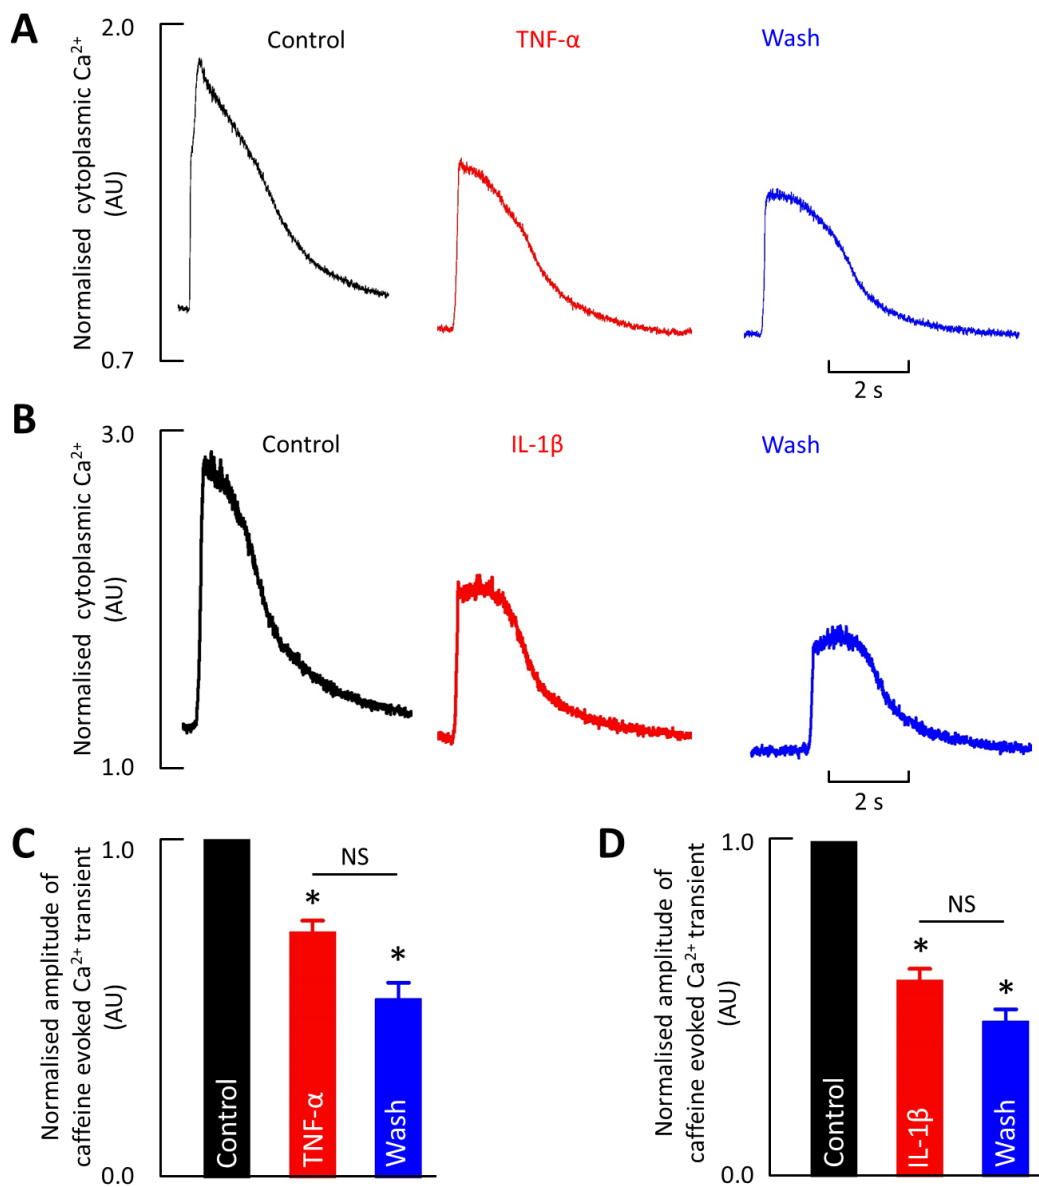 A
2.0
Control
TNF-α
Wash
Normalised cytoplasmic Ca²⁺
(AU)
0.7
2 s
B
3.0
Control
IL-1β
Wash
Normalised cytoplasmic Ca²⁺
(AU)
1.0
2 s
C
1.0
NS
*
*
Normalised amplitude of
caffeine evoked Ca²⁺ transient
(AU)
Control
TNF-α
Wash
0.0
D
1.0
NS
*
*
Normalised amplitude of
caffeine evoked Ca²⁺ transient
(AU)
Control
IL-1β
Wash
0.0